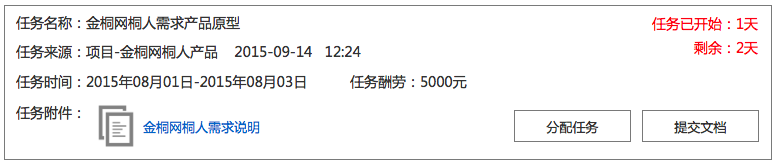 任务名称：金桐网桐人需求产品原型
任务已开始：1天
任务来源：项目-金桐网桐人产品 2015-09-14 12:24
剩余：2天
任务时间：2015年08月01日-2015年08月03日 任务酬劳：5000元
任务附件：
金桐网桐人需求说明
分配任务
提交文档